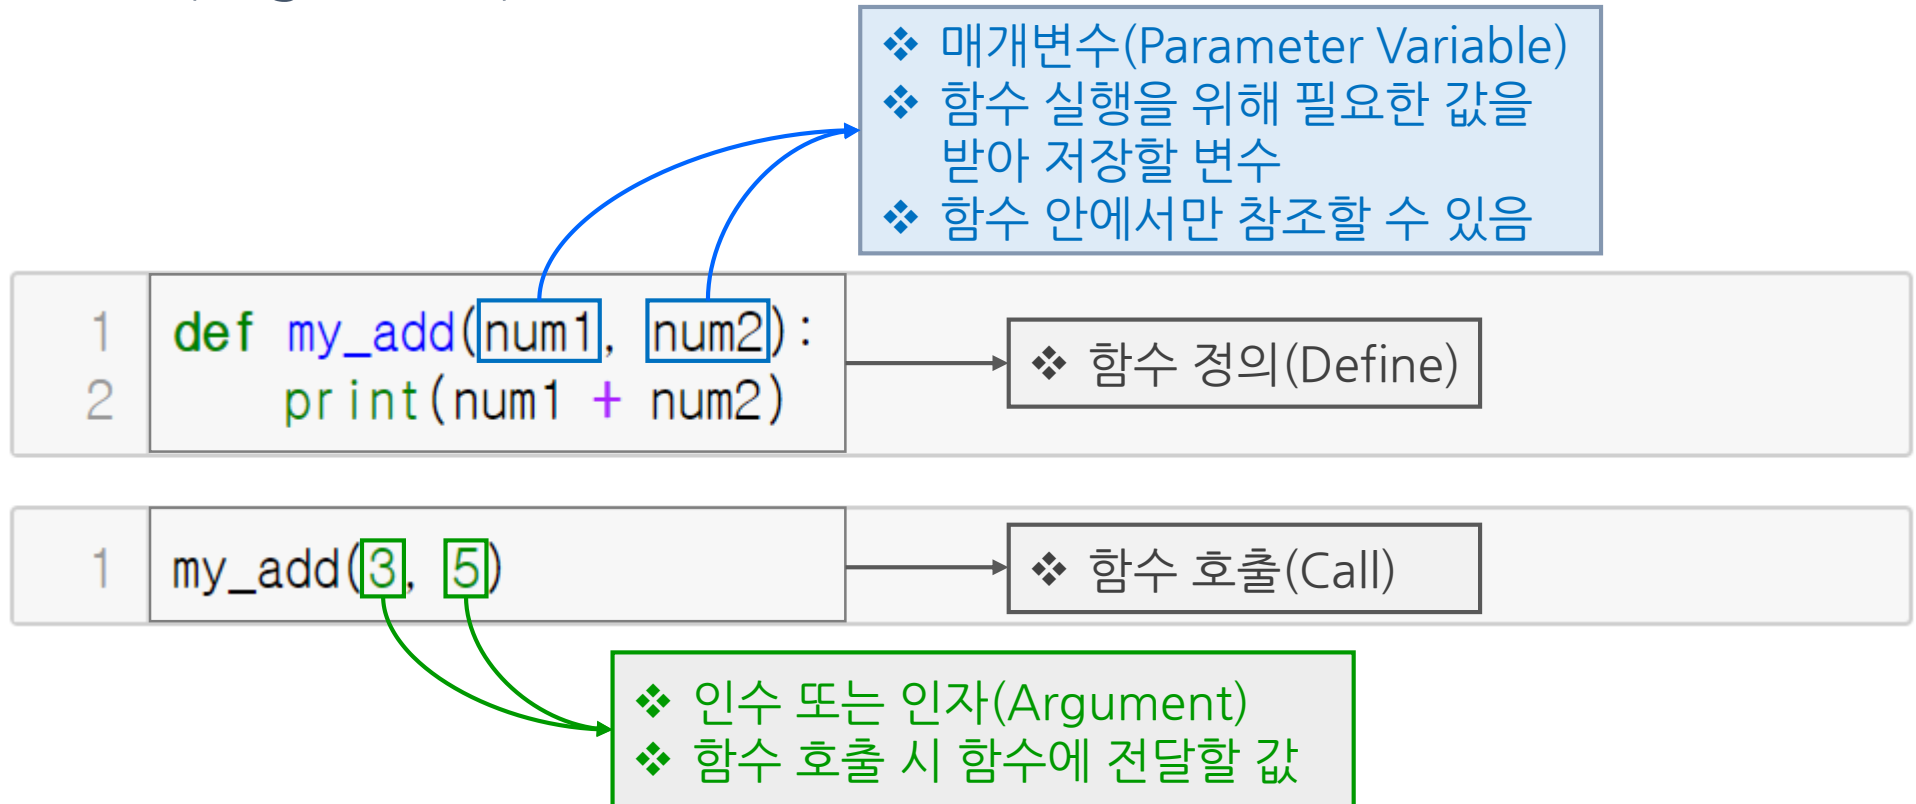 ❖ 매개변수(Parameter Variable)
❖ 함수 실행을 위해 필요한 값을
받아 저장할 변수
❖ 함수 안에서만 참조할 수 있음
1 def my_add(num1, num2):
2 print(num1 + num2)
❖ 함수 정의(Define)
1 my_add(3, 5)
❖ 함수 호출(Call)
❖ 인수 또는 인자(Argument)
❖ 함수 호출 시 함수에 전달할 값